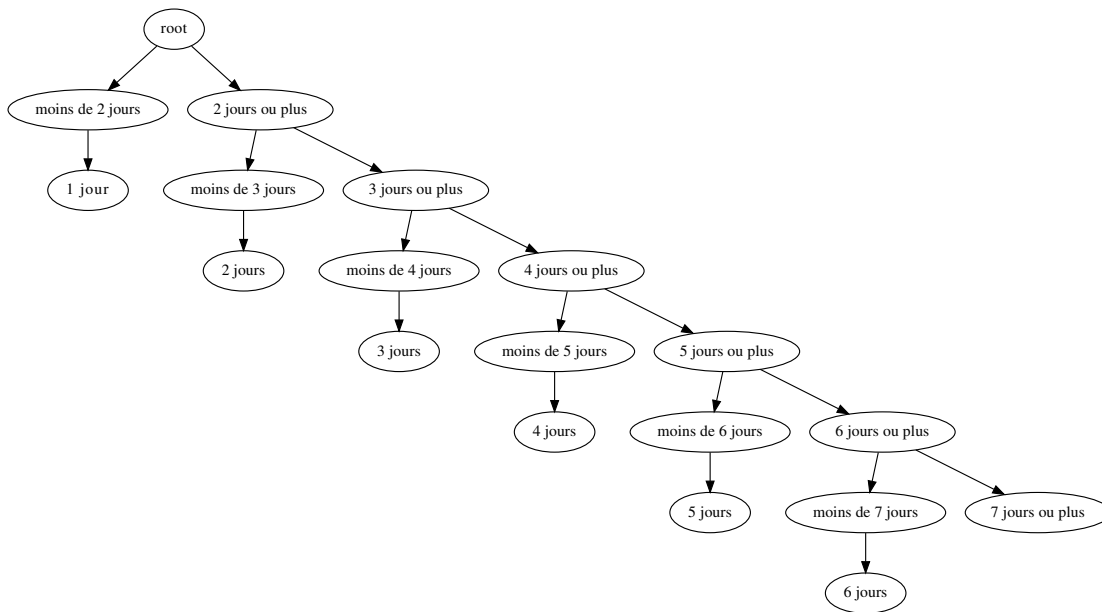 root
moins de 2 jours
2 jours ou plus
1 jour
moins de 3 jours
3 jours ou plus
2 jours
moins de 4 jours
4 jours ou plus
3 jours
moins de 5 jours
5 jours ou plus
4 jours
moins de 6 jours
6 jours ou plus
5 jours
moins de 7 jours
7 jours ou plus
6 jours